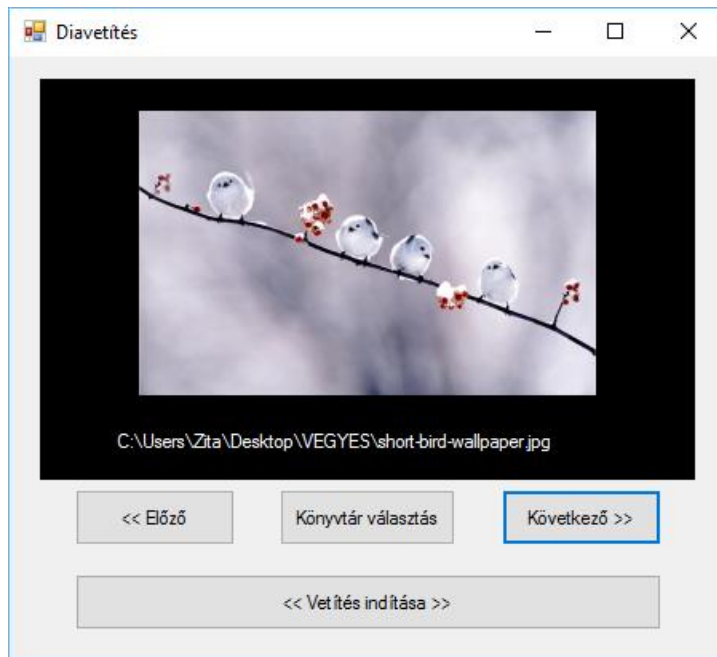 Diavetítés
C:\Users\Zita\Desktop\VEGYES\short-bird-wallpaper.jpg
<< Előző
Könyvtár választás
Következő >>
<< Vetítés indítása >>